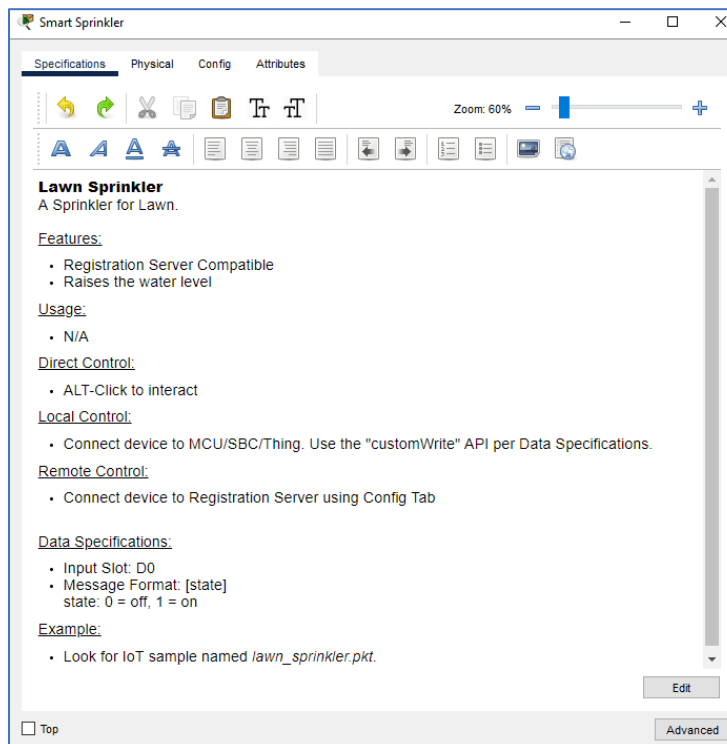 Smart Sprinkler
Specifications Physical Config Attributes
Zoom: 60%
Lawn Sprinkler
A Sprinkler for Lawn.
Features:
• Registration Server Compatible
• Raises the water level
Usage:
• N/A
Direct Control:
• ALT-Click to interact
Local Control:
• Connect device to MCU/SBC/Thing. Use the "customWrite" API per Data Specifications.
Remote Control:
• Connect device to Registration Server using Config Tab
Data Specifications:
• Input Slot: D0
• Message Format: [state]
state: 0 = off, 1 = on
Example:
• Look for IoT sample named lawn_sprinkler.pkt.
Edit
Top
Advanced